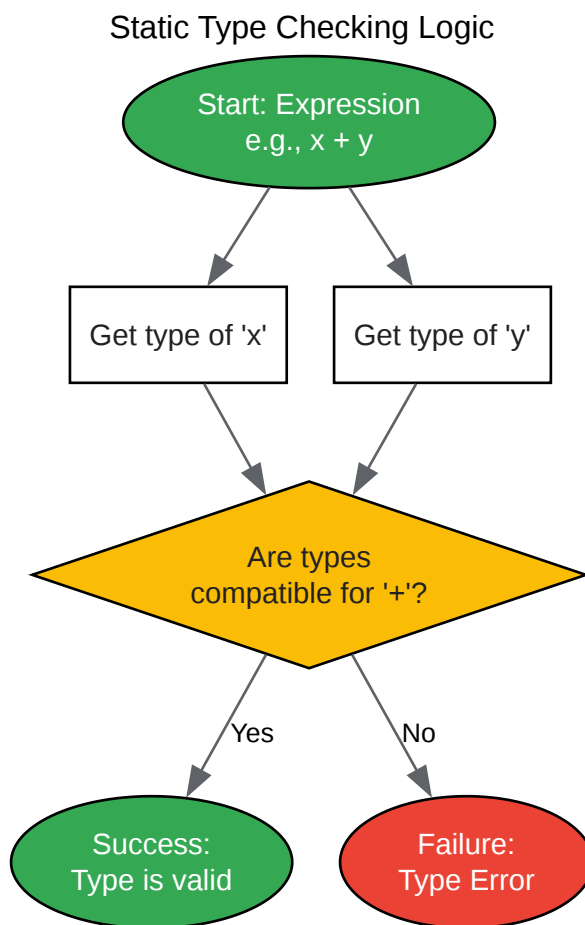 Static Type Checking Logic
Start: Expression
e.g., x + y
Get type of 'x'
Get type of 'y'
Are types
compatible for '+'?
Yes
No
Success:
Type is valid
Failure:
Type Error